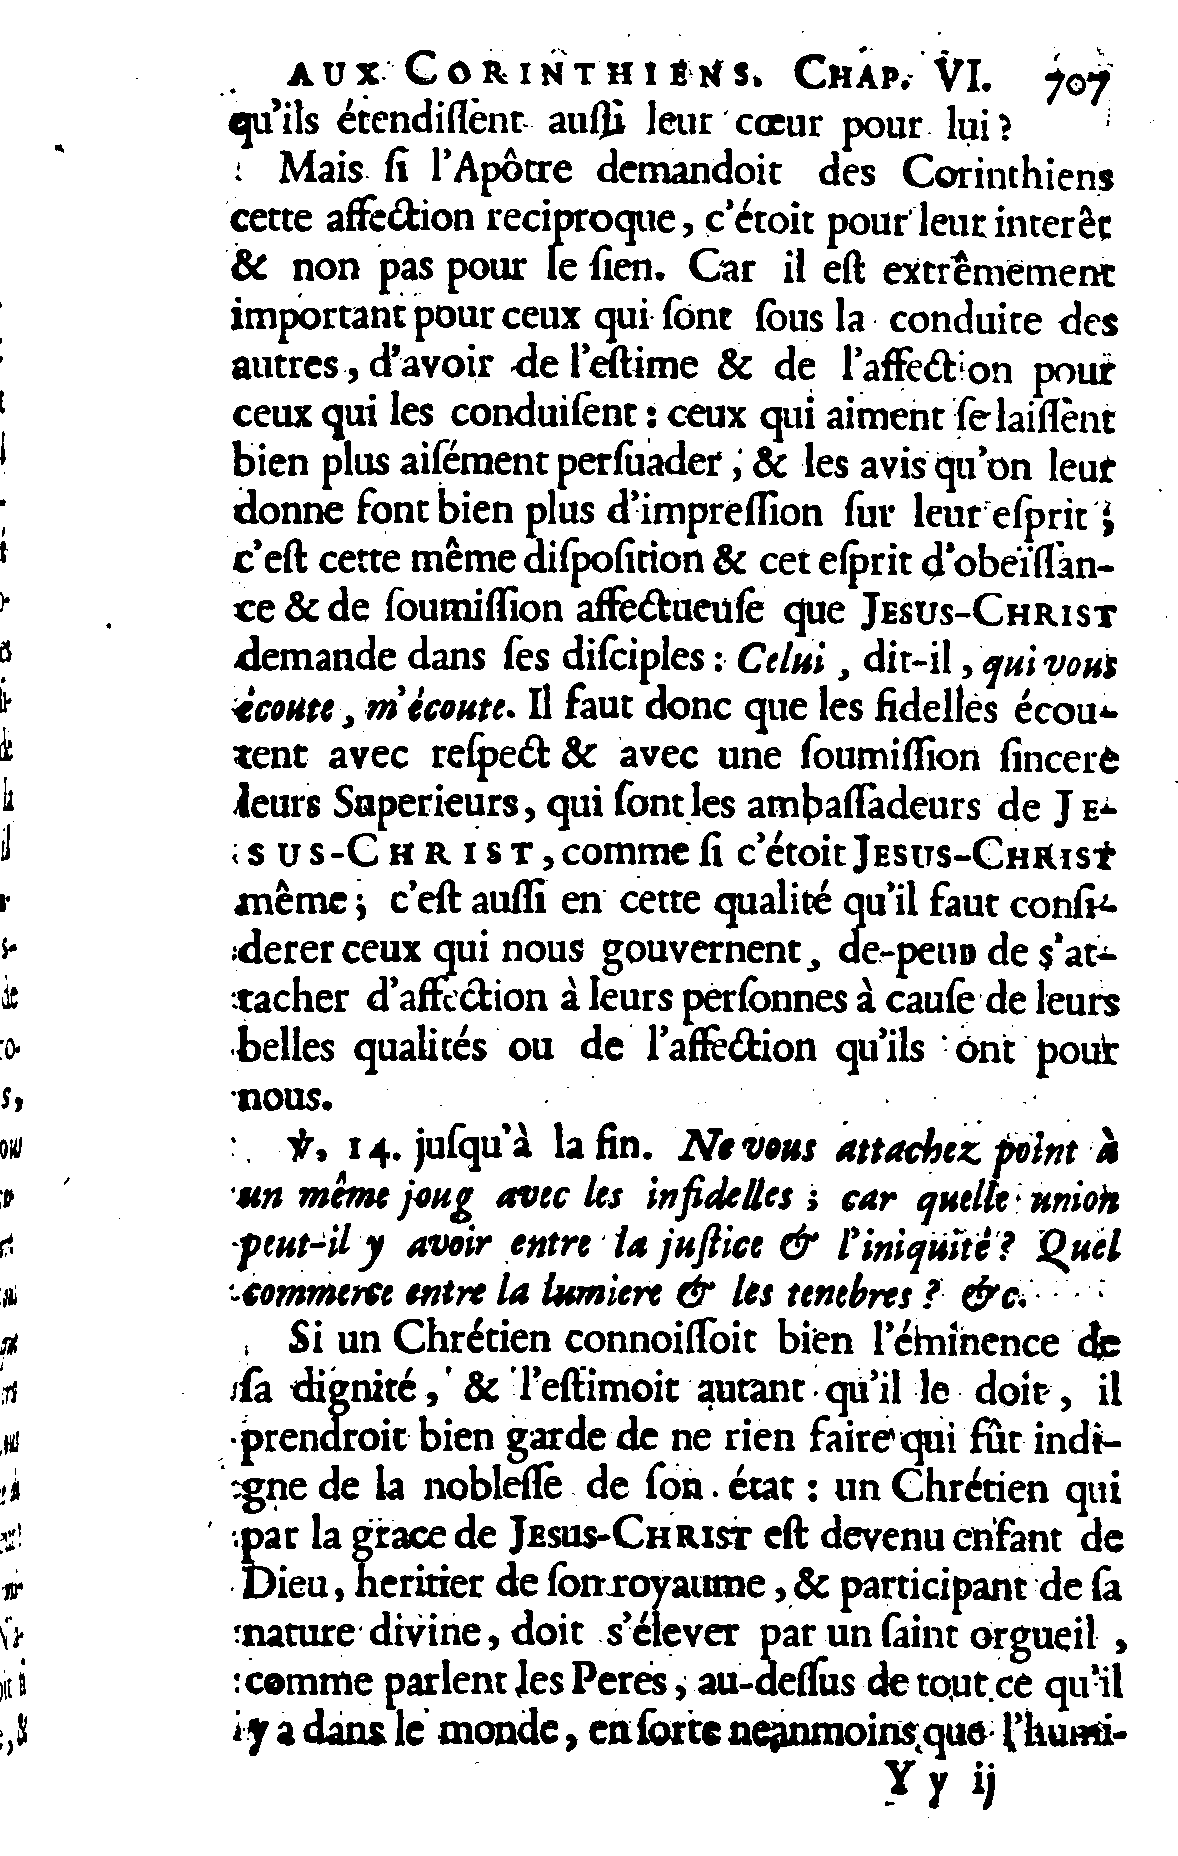 AUX CORINTHIENS. CHAP. VI. 707
qu'ils étendiſſent auſſi leur cœur pour lui?
Mais ſi l'Apôtre demandoit des Corinthiens
cette affection reciproque, c'étoit pour leur interêt
& non pas pour le ſien. Car il eſt extrêmement
important pour ceux qui ſont ſous la conduite des
autres, d'avoir de l'eſtime & de l'affection pour
ceux qui les conduiſent : ceux qui aiment ſe laiſſent
bien plus aiſément perſuader ; & les avis qu'on leur
donne font bien plus d'impreſſion ſur leur eſprit ;
c'eſt cette même diſpoſition & cet eſprit d'obeïſſan-
ce & de ſoumiſſion affectueuſe que JESUS-CHRIST
demande dans ſes diſciples : Celui, dit-il, qui vous
écoute, m'écoute. Il faut donc que les fidelles écou-
tent avec reſpect & avec une ſoumiſſion ſincere
leurs Superieurs, qui ſont les ambaſſadeurs de JE-
SUS-CHRIST, comme ſi c'étoit JESUS-CHRIST
même ; c'eſt auſſi en cette qualité qu'il faut conſi-
derer ceux qui nous gouvernent, de-peur de s'at-
tacher d'affection à leurs perſonnes à cauſe de leurs
belles qualités ou de l'affection qu'ils ont pour
nous.
℣. 14. juſqu'à la fin. Ne vous attachez point à
un même joug avec les infidelles ; car quelle union
peut-il y avoir entre la juſtice & l'iniquité ? Quel
commerce entre la lumiere & les tenebres ? &c.
Si un Chrétien connoiſſoit bien l'éminence de
ſa dignité, & l'eſtimoit autant qu'il le doit, il
prendroit bien garde de ne rien faire qui fût indi-
gne de la nobleſſe de ſon état : un Chrétien qui
par la grace de JESUS-CHRIST eſt devenu enfant de
Dieu, heritier de ſon royaume, & participant de ſa
nature divine, doit s'élever par un ſaint orgueil,
comme parlent les Peres, au-deſſus de tout ce qu'il
y a dans le monde, en ſorte neanmoins que l'humi-
Y y ij